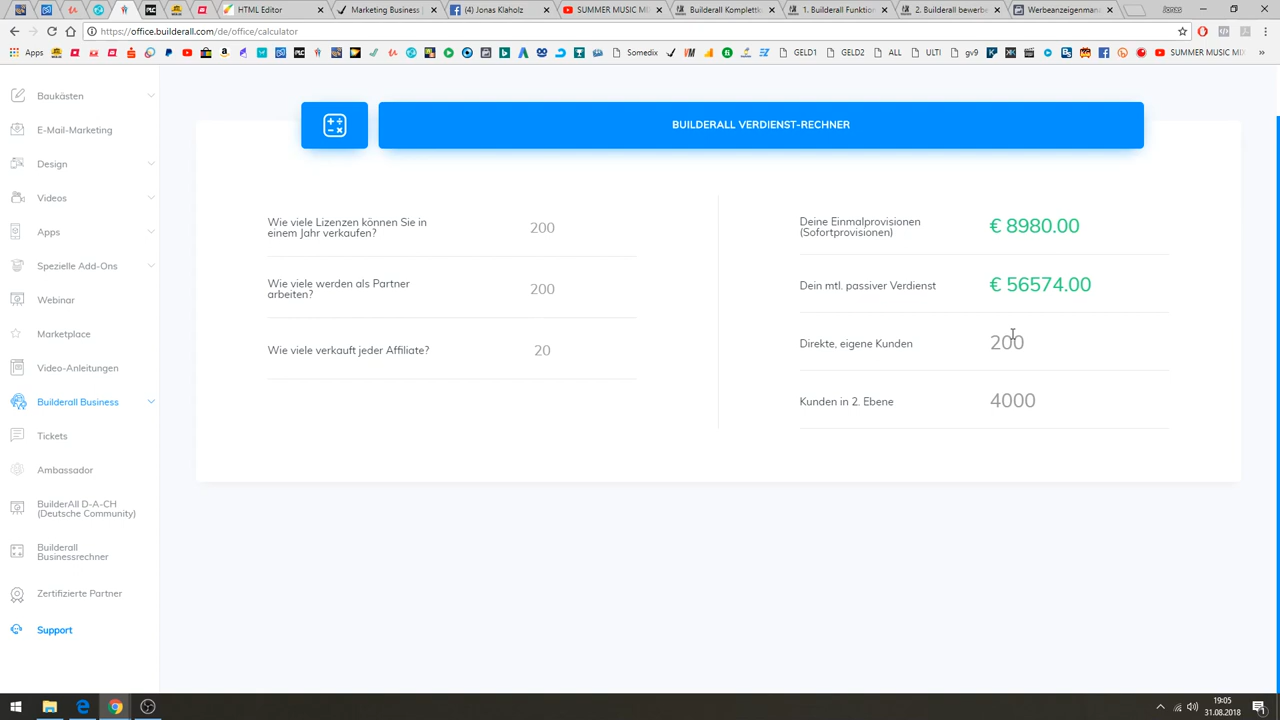 HTML Editor
Marketing Business
(4) Jonas Klaholz
SUMMER MUSIC MI
Builderall Komplettk
1. Builderall Funktion
2. Builderall bewerbe
Werbeanzeigenman
Jonas
https://office.builderall.com/de/office/calculator
Apps
Somedix
GELD1
GELD2
ALL
ULTI
gv9
SUMMER MUSIC MIX
Baukästen
E-Mail-Marketing
Design
Videos
Apps
Spezielle Add-Ons
Webinar
Marketplace
Video-Anleitungen
Builderall Business
Tickets
Ambassador
BuilderAll D-A-CH
(Deutsche Community)
Builderall
Businessrechner
Zertifizierte Partner
Support
BUILDERALL VERDIENST-RECHNER
Wie viele Lizenzen können Sie in
einem Jahr verkaufen?
200
Wie viele werden als Partner
arbeiten?
200
Wie viele verkauft jeder Affiliate?
20
Deine Einmalprovisionen
(Sofortprovisionen)
€ 8980.00
Dein mtl. passiver Verdienst
€ 56574.00
Direkte, eigene Kunden
200
Kunden in 2. Ebene
4000
19:05
31.08.2018